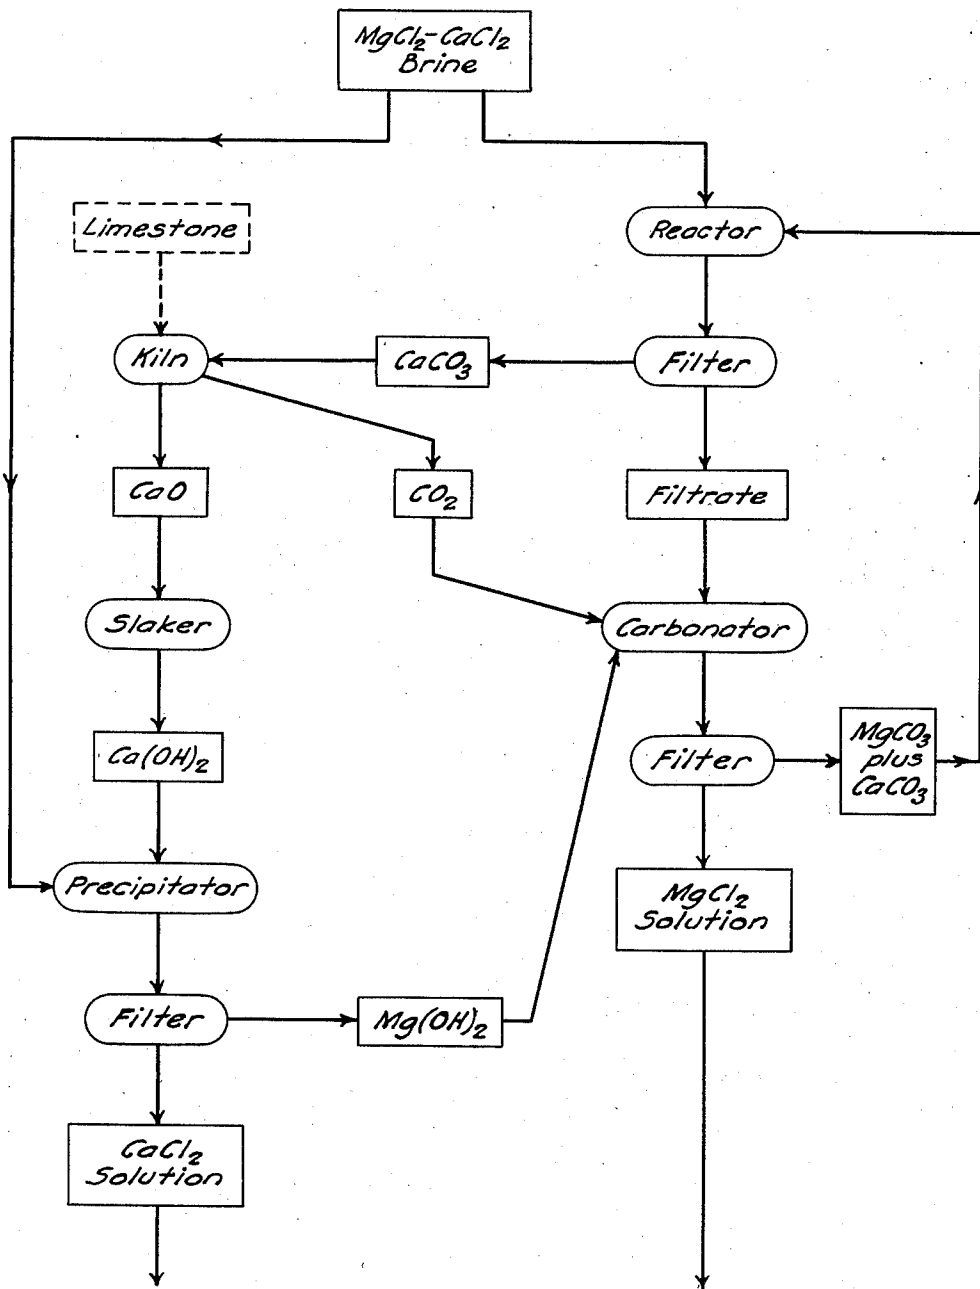 MgCl₂-CaCl₂
Brine
Limestone
Reactor
Kiln
CaCO₃
Filter
CaO
CO₂
Filtrate
Slaker
Carbonator
Ca(OH)₂
Filter
MgCO₃
plus
CaCO₃
Precipitator
MgCl₂
Solution
Filter
Mg(OH)₂
CaCl₂
Solution